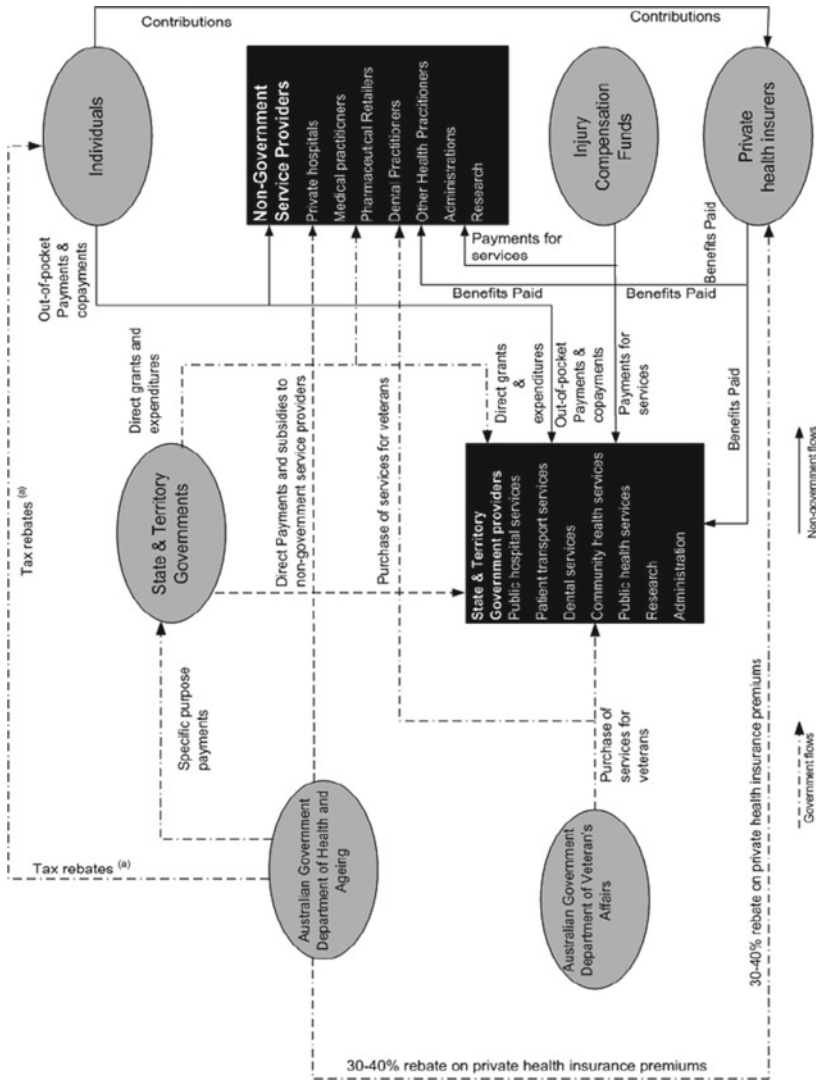 Contributions
Contributions
Individuals
Non-Government
Service Providers
Private hospitals
Medical practitioners
Pharmaceutical Retailers
Dental Practitioners
Other Health Practitioners
Administrations
Research
Injury
Compensation
Funds
Private
health insurers
Out-of-pocket
Payments &
copayments
Payments for
services
Benefits Paid
Benefits Paid
Benefits Paid
Direct grants and
expenditures
Direct Payments and subsidies to
non-government service providers
Purchase of services for veterans
Direct grants
&
expenditures
Out-of-pocket
Payments &
copayments
Payments for
services
Benefits Paid
Tax rebates (a)
State & Territory
Governments
State & Territory
Government providers
Public hospital services
Patient transport services
Dental services
Community health services
Public health services
Research
Administration
Non-government flows
Specific purpose
payments
Purchase of
services for
veterans
Tax rebates (a)
Australian Government
Department of Health and
Ageing
Australian Government
Department of Veteran's
Affairs
30-40% rebate on private health insurance premiums
Government flows
30-40% rebate on private health insurance premiums